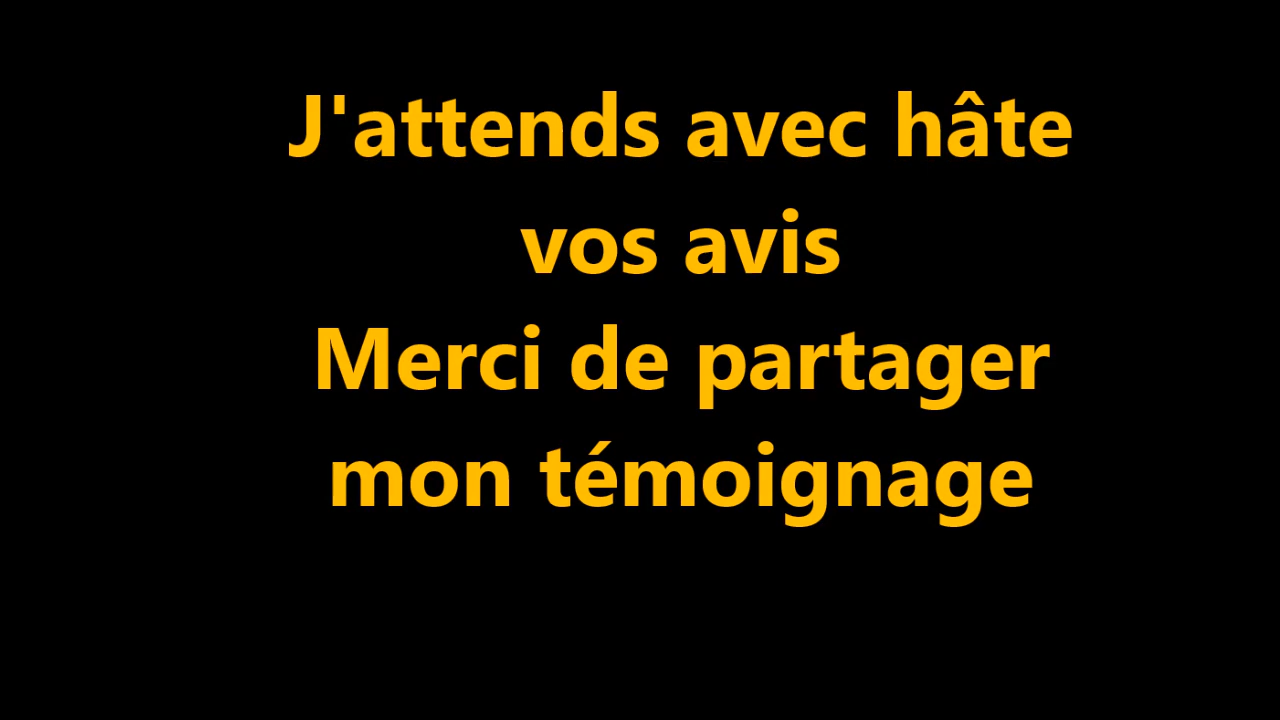 J'attends avec hâte
vos avis
Merci de partager
mon témoignage